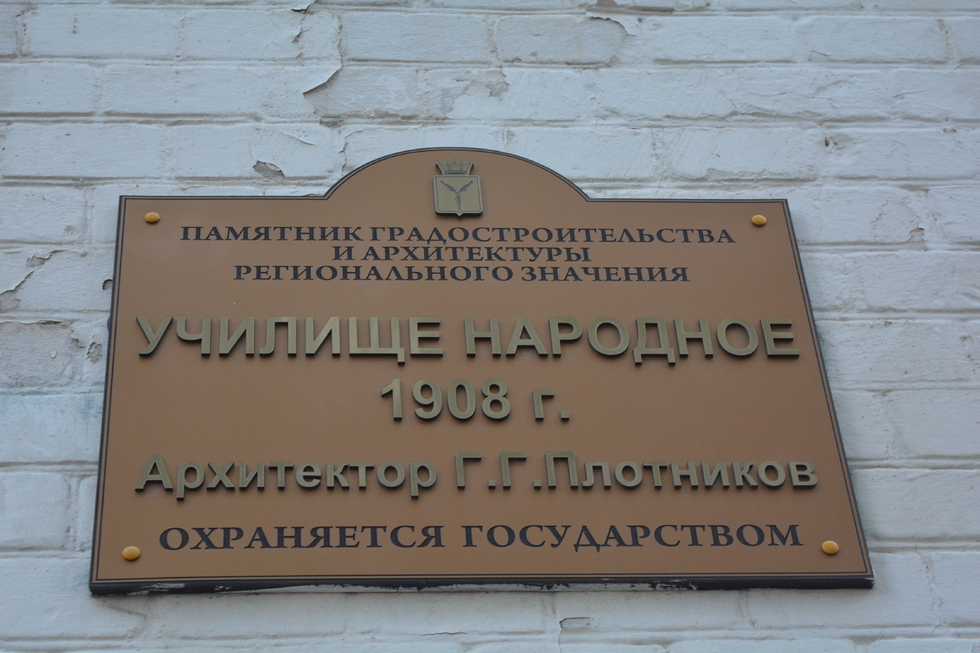 ПАМЯТНИК ГРАДОСТРОИТЕЛЬСТВА
И АРХИТЕКТУРЫ
РЕГИОНАЛЬНОГО ЗНАЧЕНИЯ
УЧИЛИЩЕ НАРОДНОЕ
1908 г.
Архитектор Г.Г.Плотников
ОХРАНЯЕТСЯ ГОСУДАРСТВОМ